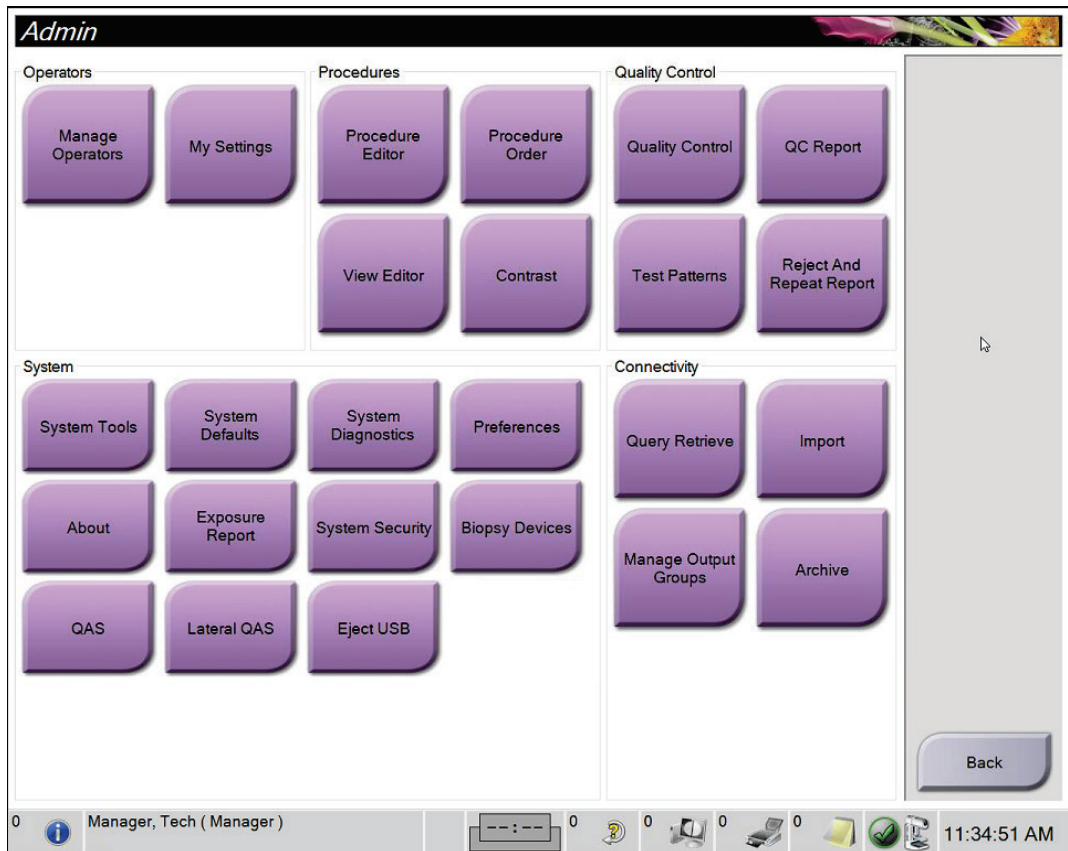 Admin
Operators
Manage
Operators
My Settings
Procedures
Procedure
Editor
Procedure
Order
View Editor
Contrast
Quality Control
Quality Control
QC Report
Test Patterns
Reject And
Repeat Report
System
System Tools
System
Defaults
System
Diagnostics
Preferences
About
Exposure
Report
System Security
Biopsy Devices
QAS
Lateral QAS
Eject USB
Connectivity
Query Retrieve
Import
Manage Output
Groups
Archive
Back
0
Manager, Tech ( Manager )
--:--
0
0
0
0
11:34:51 AM